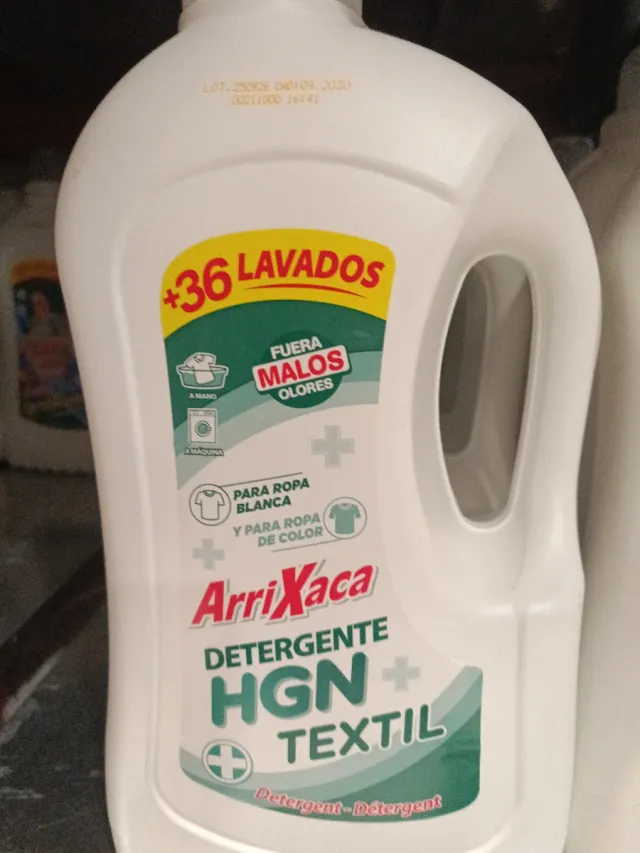 +36 LAVADOS
FUERA
MALOS
OLORES
A MANO
A MÁQUINA
PARA ROPA
BLANCA
Y PARA ROPA
DE COLOR
ArriXaca
DETERGENTE
HGN
TEXTIL
Detergent - Détergent